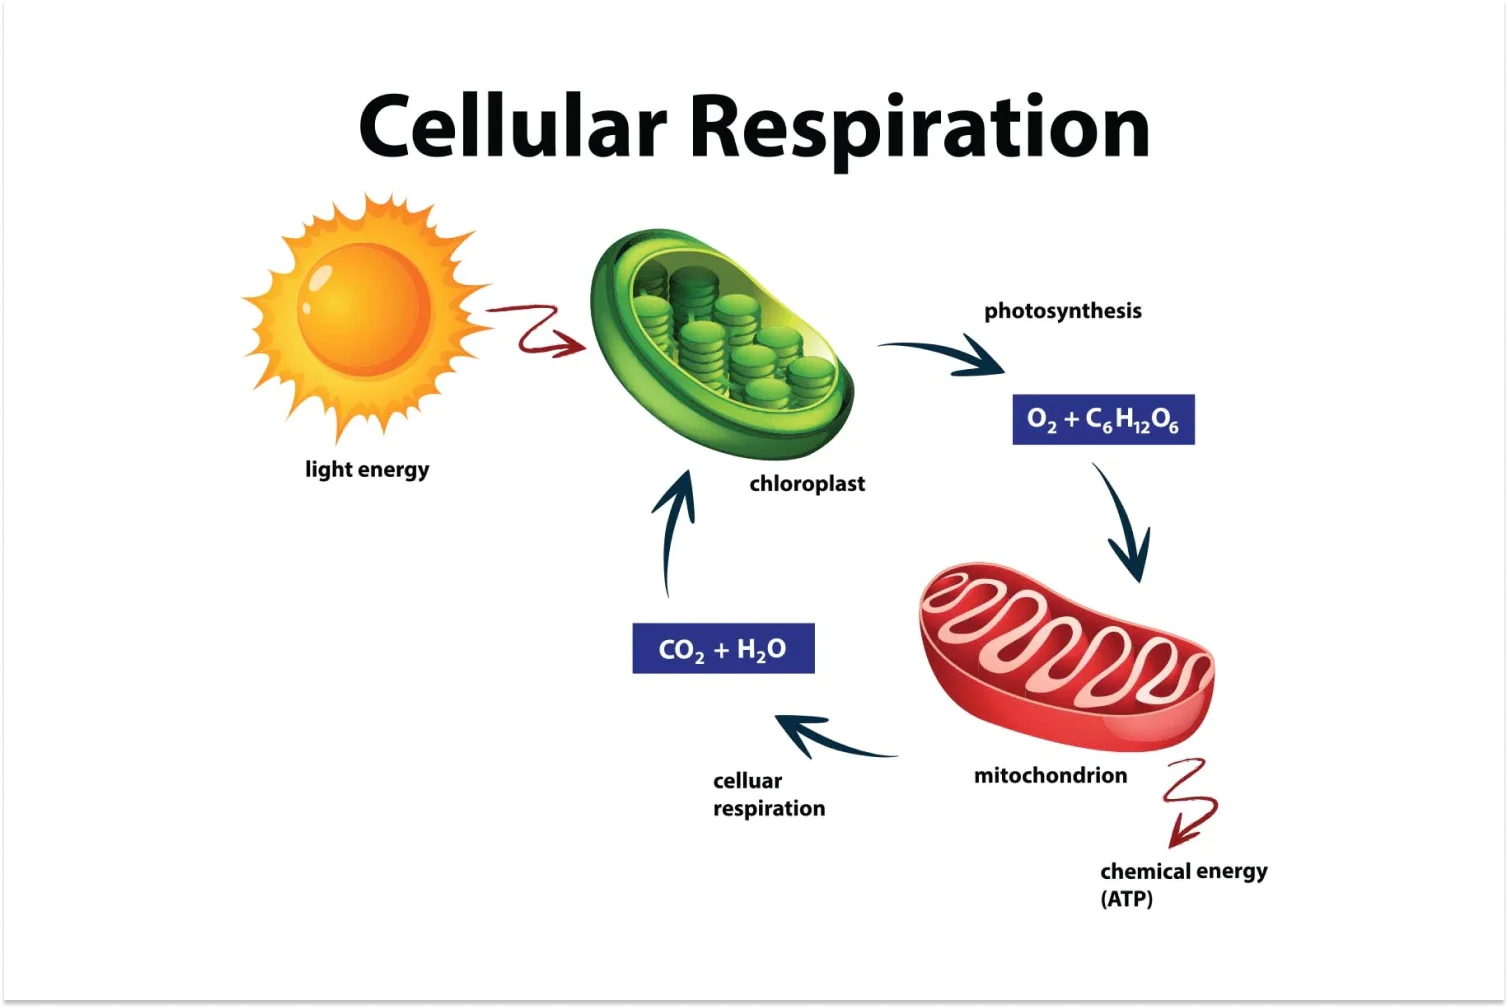 Cellular Respiration
light energy
chloroplast
photosynthesis
O₂ + C₆H₁₂O₆
CO₂ + H₂O
mitochondrion
celluar
respiration
chemical energy
(ATP)